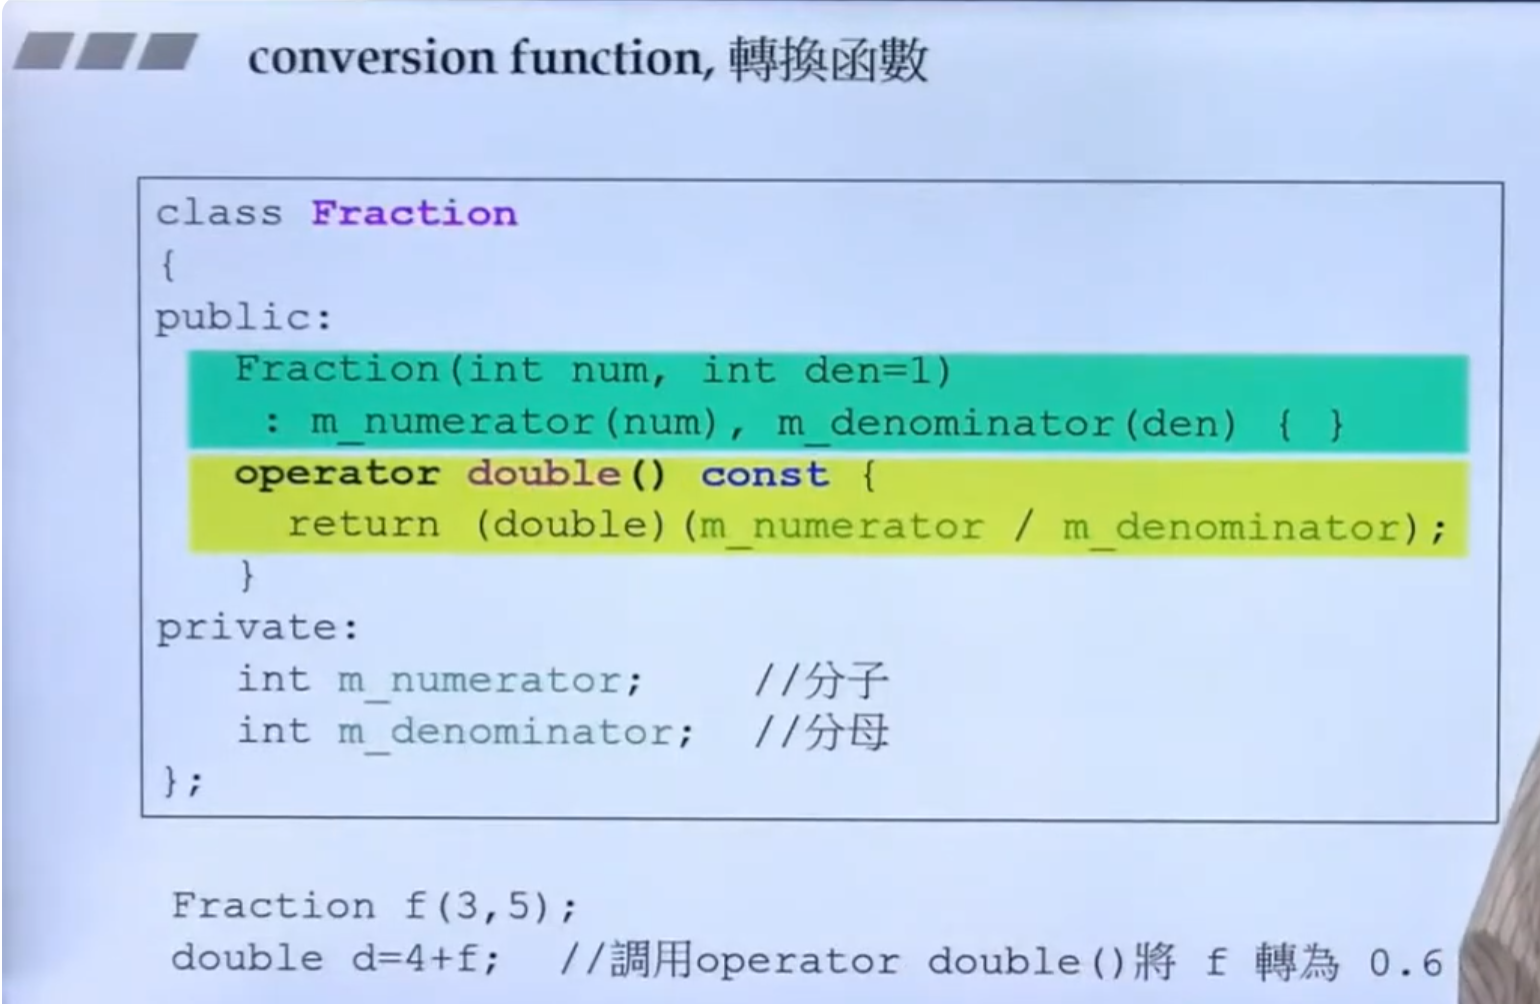 conversion function, 轉換函數
class Fraction
{
public:
Fraction(int num, int den=1)
: m_numerator(num), m_denominator(den) { }
operator double() const {
return (double)(m_numerator / m_denominator);
}
private:
int m_numerator; //分子
int m_denominator; //分母
};
Fraction f(3,5);
double d=4+f; //調用operator double()將 f 轉為 0.6